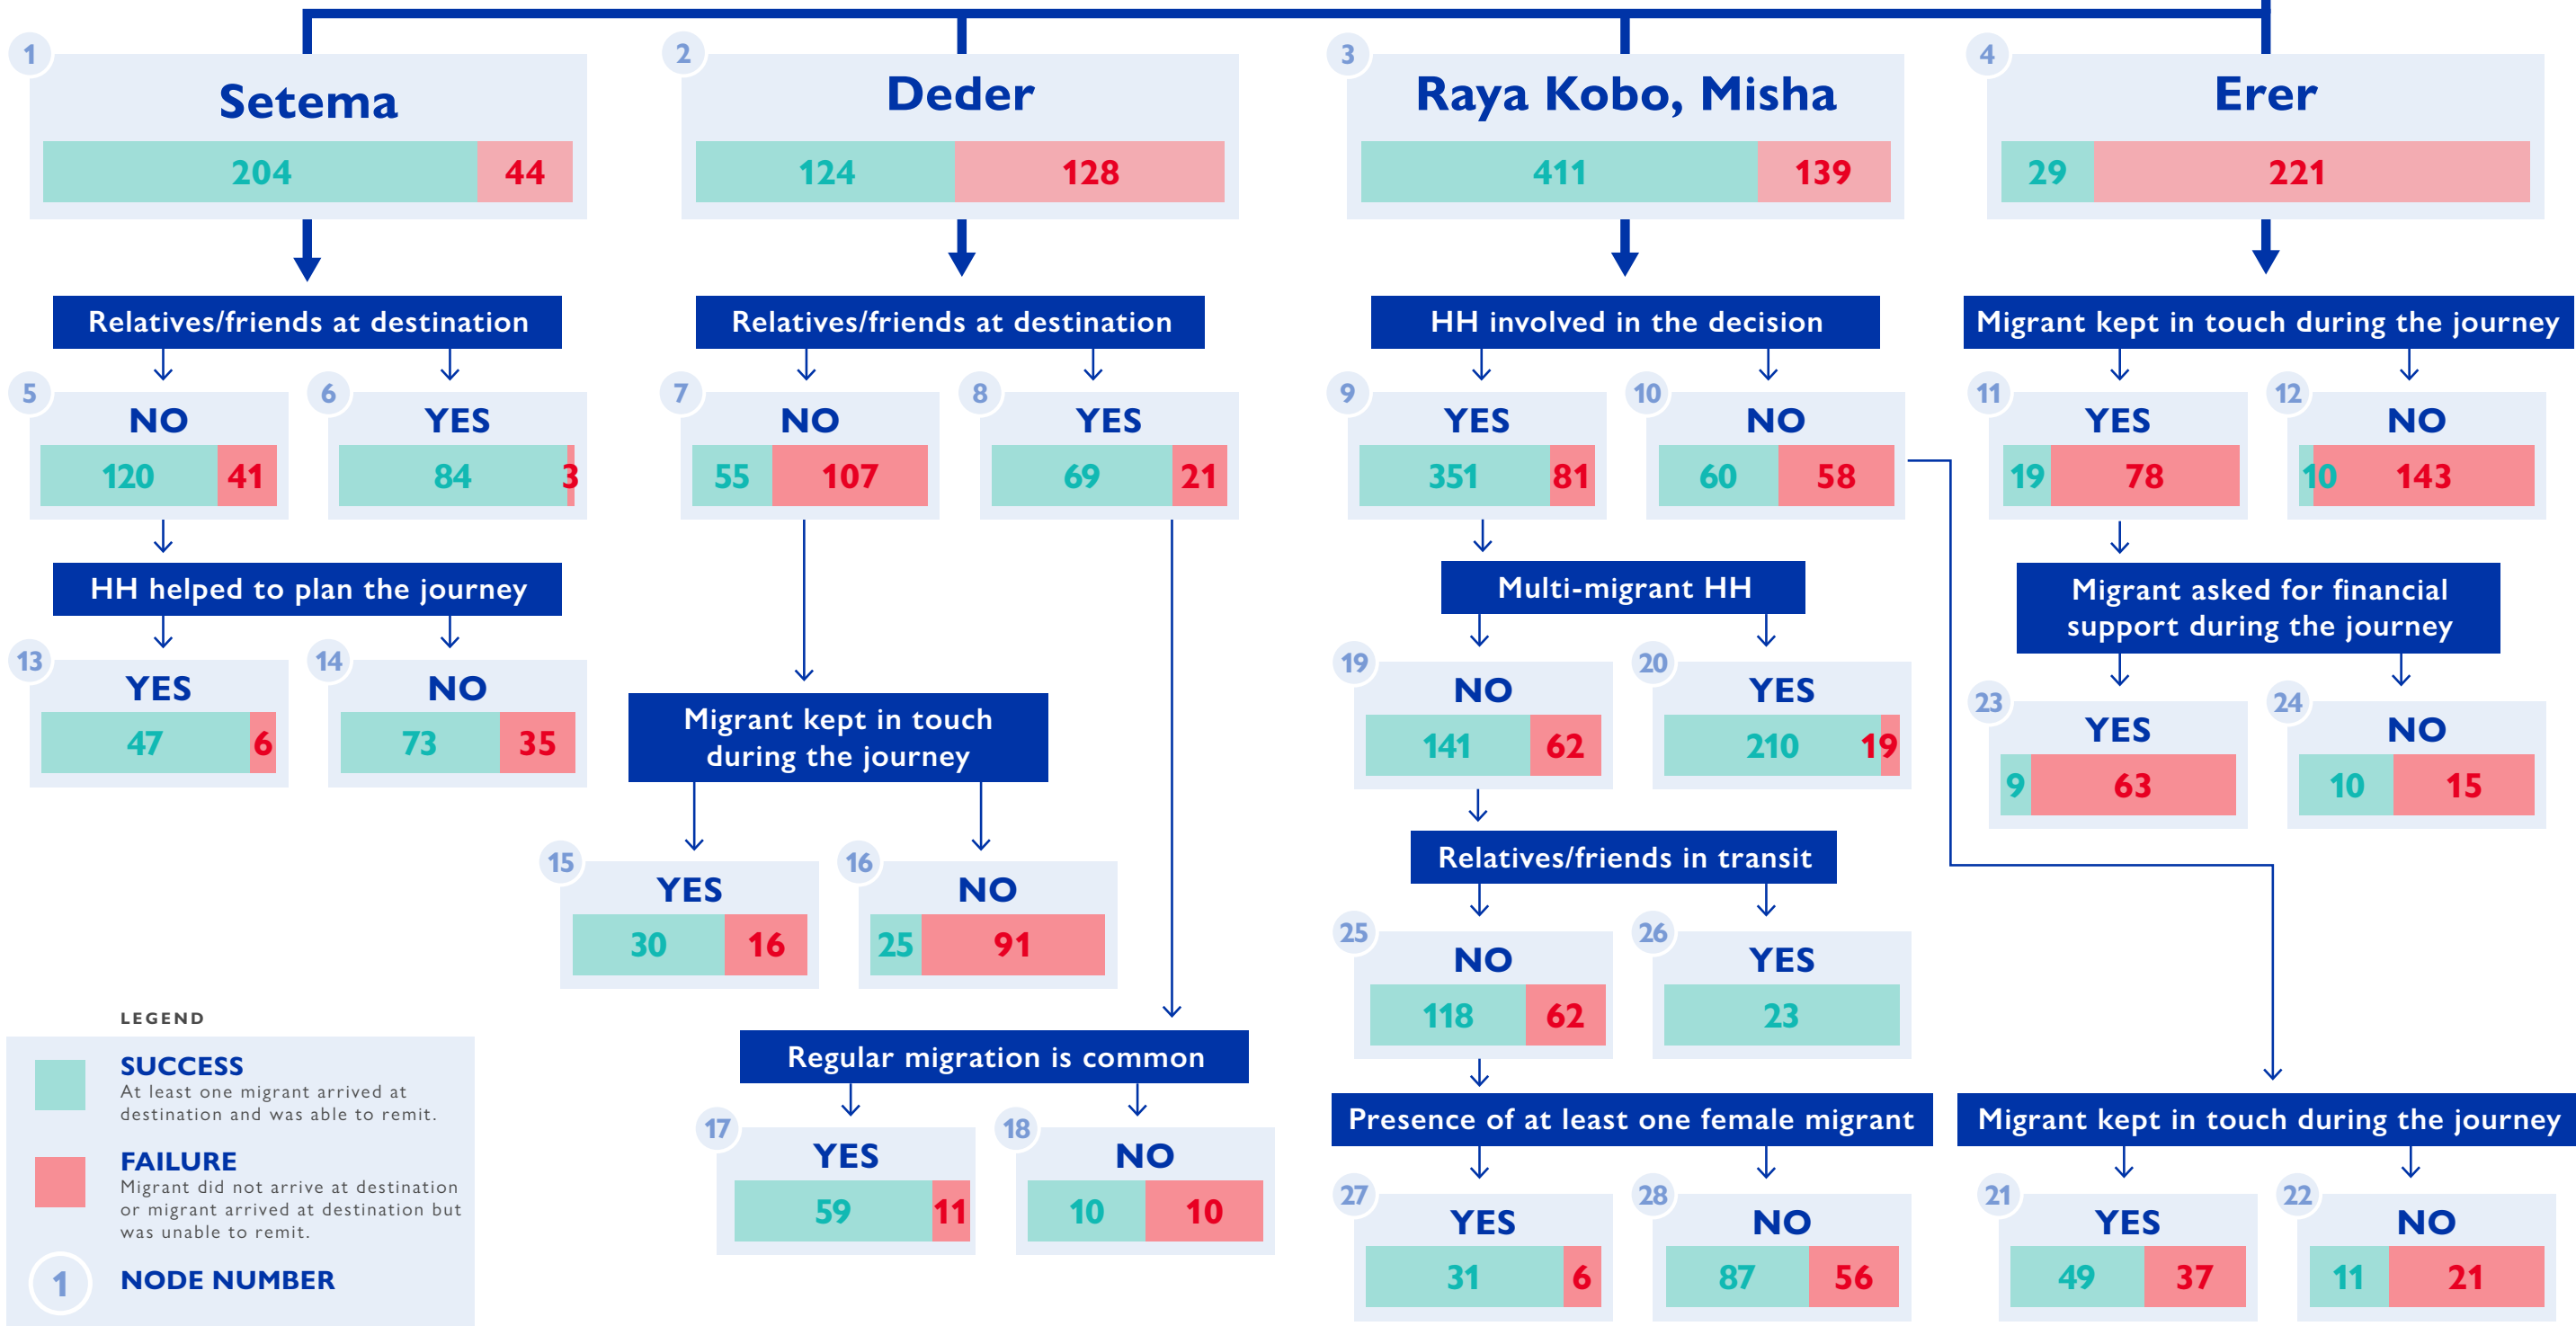 1
Setema
204 44
2
Deder
124 128
3
Raya Kobo, Misha
411 139
4
Erer
29 221
Relatives/friends at destination
Relatives/friends at destination
HH involved in the decision
Migrant kept in touch during the journey
5
NO
120 41
6
YES
84 3
7
NO
55 107
8
YES
69 21
9
YES
351 81
10
NO
60 58
11
YES
19 78
12
NO
10 143
HH helped to plan the journey
Multi-migrant HH
Migrant asked for financial
support during the journey
13
YES
47 6
14
NO
73 35
Migrant kept in touch
during the journey
19
NO
141 62
20
YES
210 19
23
YES
9 63
24
NO
10 15
15
YES
30 16
16
NO
25 91
Relatives/friends in transit
25
NO
118 62
26
YES
23
Regular migration is common
17
YES
59 11
18
NO
10 10
Presence of at least one female migrant
27
YES
31 6
28
NO
87 56
Migrant kept in touch during the journey
21
YES
49 37
22
NO
11 21
LEGEND
SUCCESS
At least one migrant arrived at
destination and was able to remit.
FAILURE
Migrant did not arrive at destination
or migrant arrived at destination but
was unable to remit.
1
NODE NUMBER